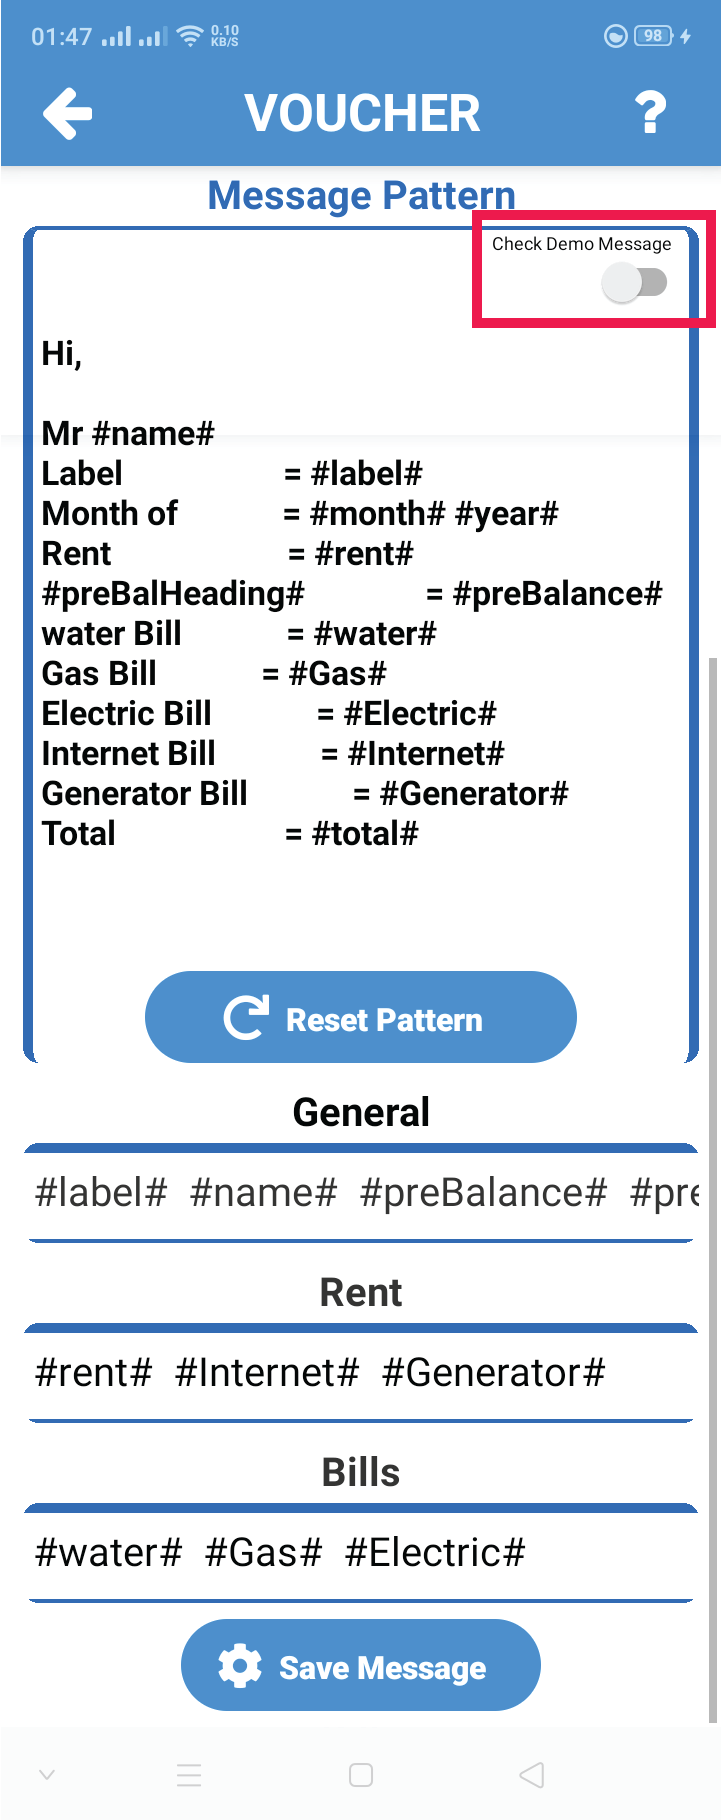 01:47 0.10 KB/S 98
VOUCHER ?
Message Pattern
Check Demo Message
Hi,
Mr #name#
Label = #label#
Month of = #month# #year#
Rent = #rent#
#preBalHeading# = #preBalance#
water Bill = #water#
Gas Bill = #Gas#
Electric Bill = #Electric#
Internet Bill = #Internet#
Generator Bill = #Generator#
Total = #total#
Reset Pattern
General
#label# #name# #preBalance# #pre
Rent
#rent# #Internet# #Generator#
Bills
#water# #Gas# #Electric#
Save Message